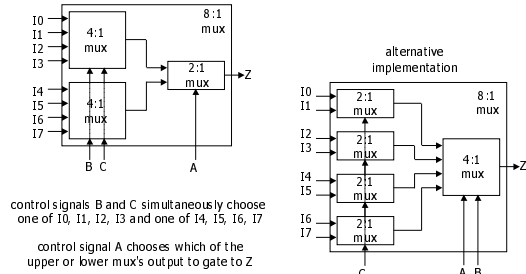 8:1
mux
I0
I1
I2
I3
4:1
mux
I4
I5
I6
I7
4:1
mux
2:1
mux
Z
B C
A
control signals B and C simultaneously choose
one of I0, I1, I2, I3 and one of I4, I5, I6, I7
control signal A chooses which of the
upper or lower mux's output to gate to Z
alternative
implementation
8:1
mux
I0
I1
2:1
mux
I2
I3
2:1
mux
I4
I5
2:1
mux
I6
I7
2:1
mux
4:1
mux
Z
C
A B